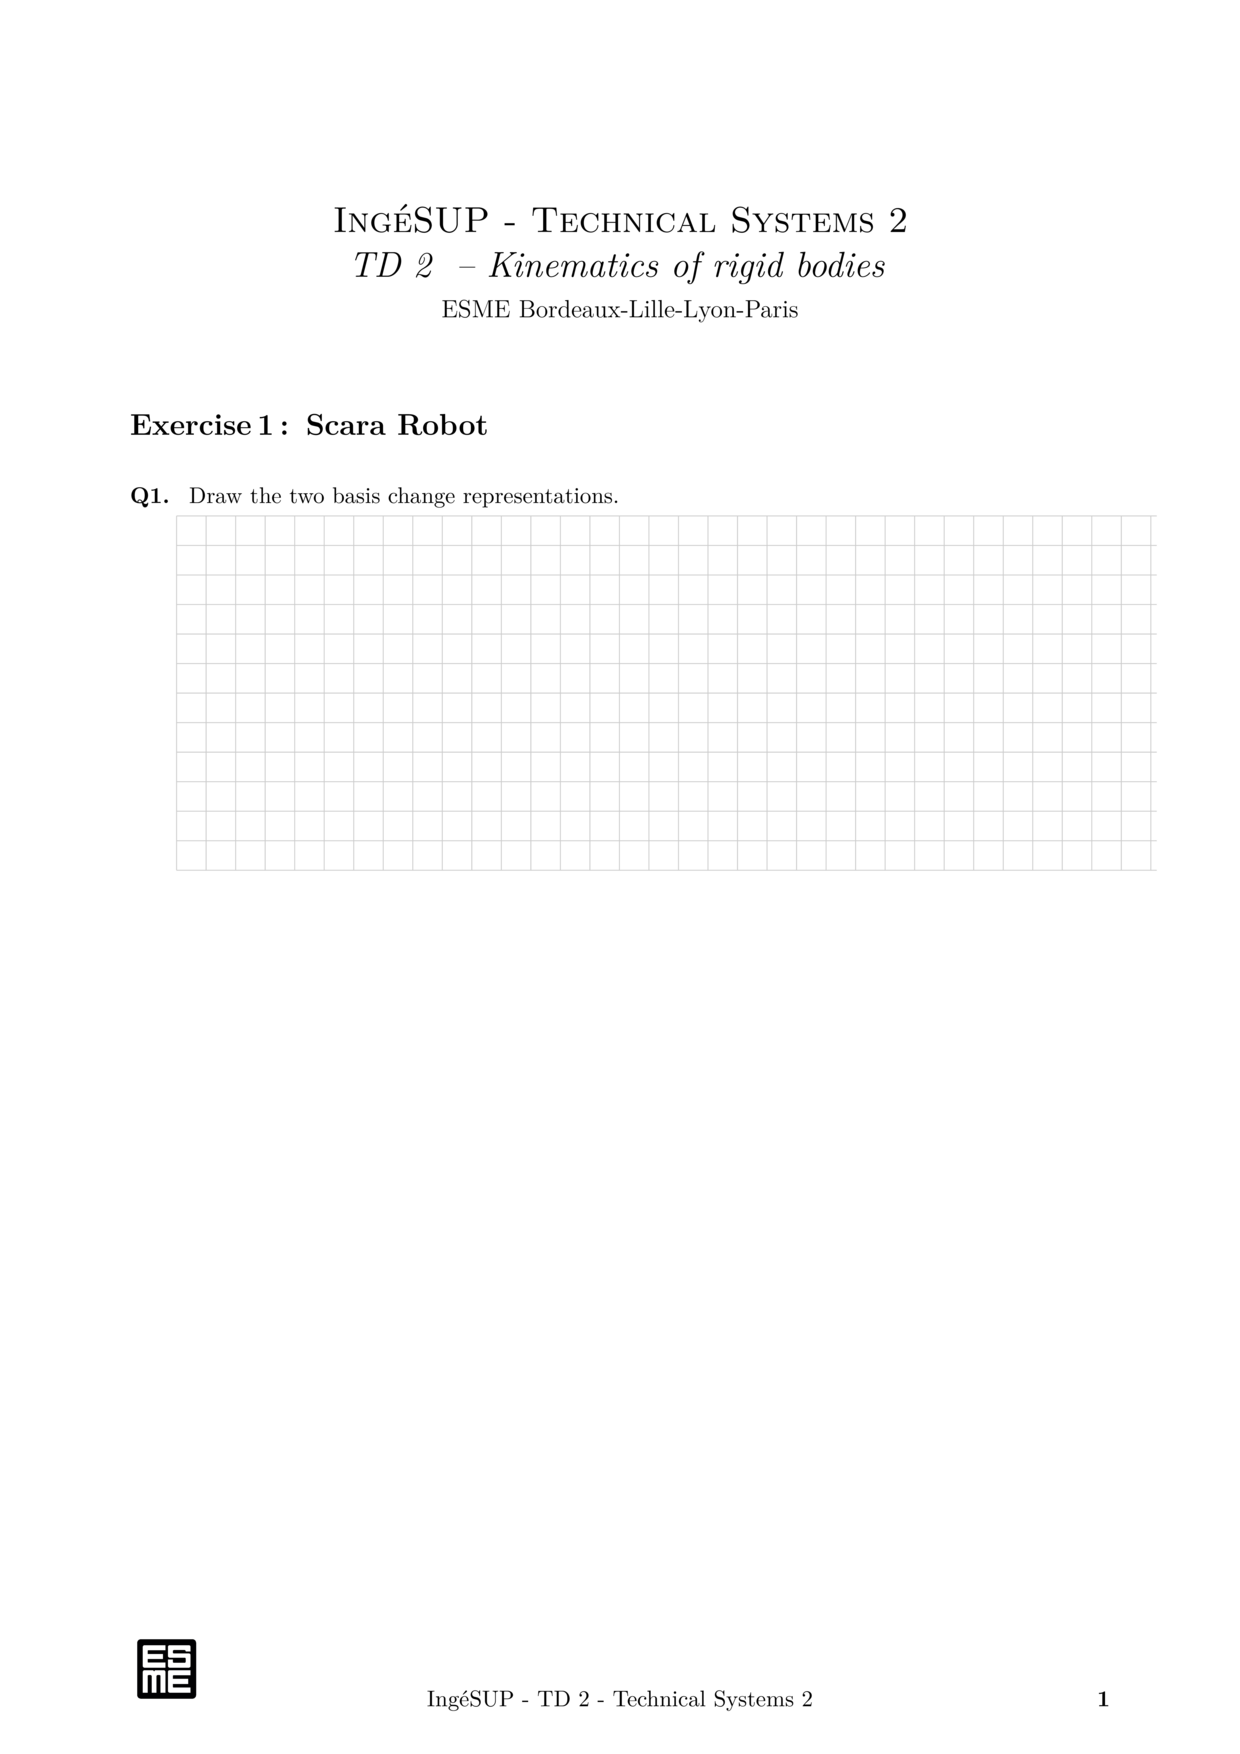 IngéSUP - Technical Systems 2
TD 2 – Kinematics of rigid bodies
ESME Bordeaux-Lille-Lyon-Paris
Exercise 1 : Scara Robot
Q1. Draw the two basis change representations.
ES
ME
IngéSUP - TD 2 - Technical Systems 2
1